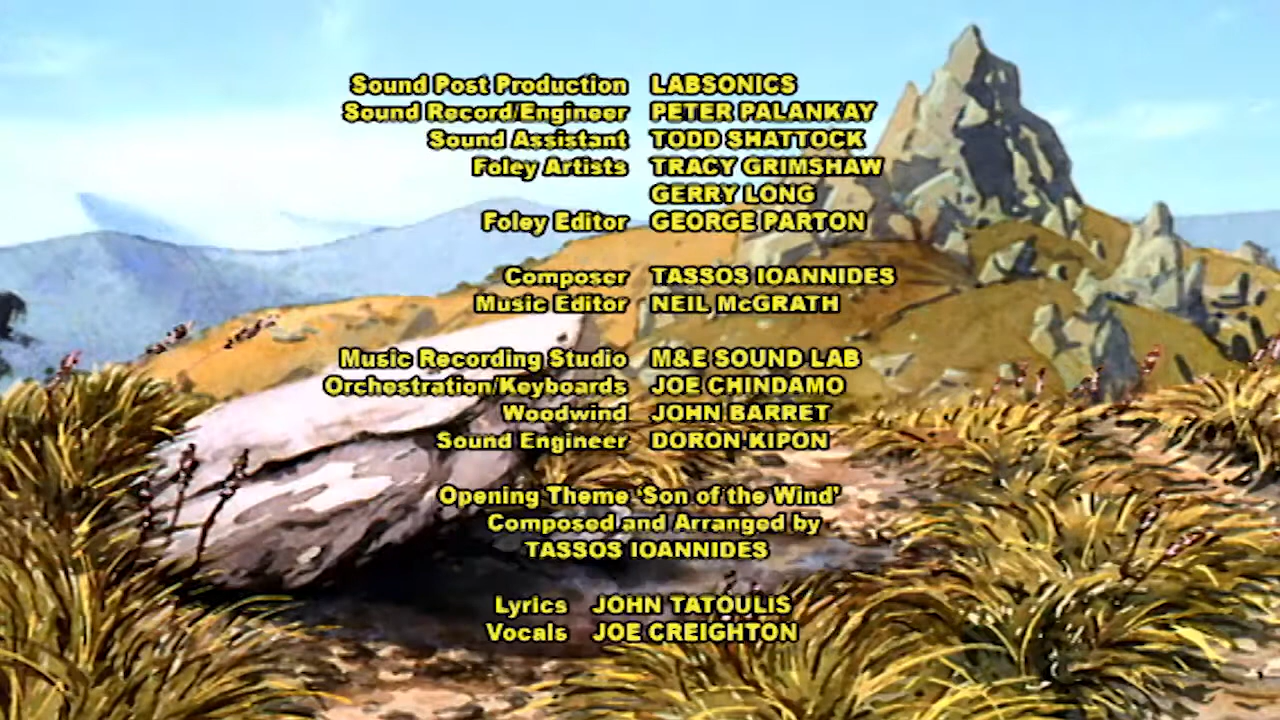 Sound Post Production LABSONICS
Sound Record/Engineer PETER PALANKAY
Sound Assistant TODD SHATTOCK
Foley Artists TRACY GRIMSHAW
GERRY LONG
Foley Editor GEORGE PARTON
Composer TASSOS IOANNIDES
Music Editor NEIL McGRATH
Music Recording Studio M&E SOUND LAB
Orchestration/Keyboards JOE CHINDAMO
Woodwind JOHN BARRET
Sound Engineer DORON KIPON
Opening Theme 'Son of the Wind'
Composed and Arranged by
TASSOS IOANNIDES
Lyrics JOHN TATOULIS
Vocals JOE CREIGHTON